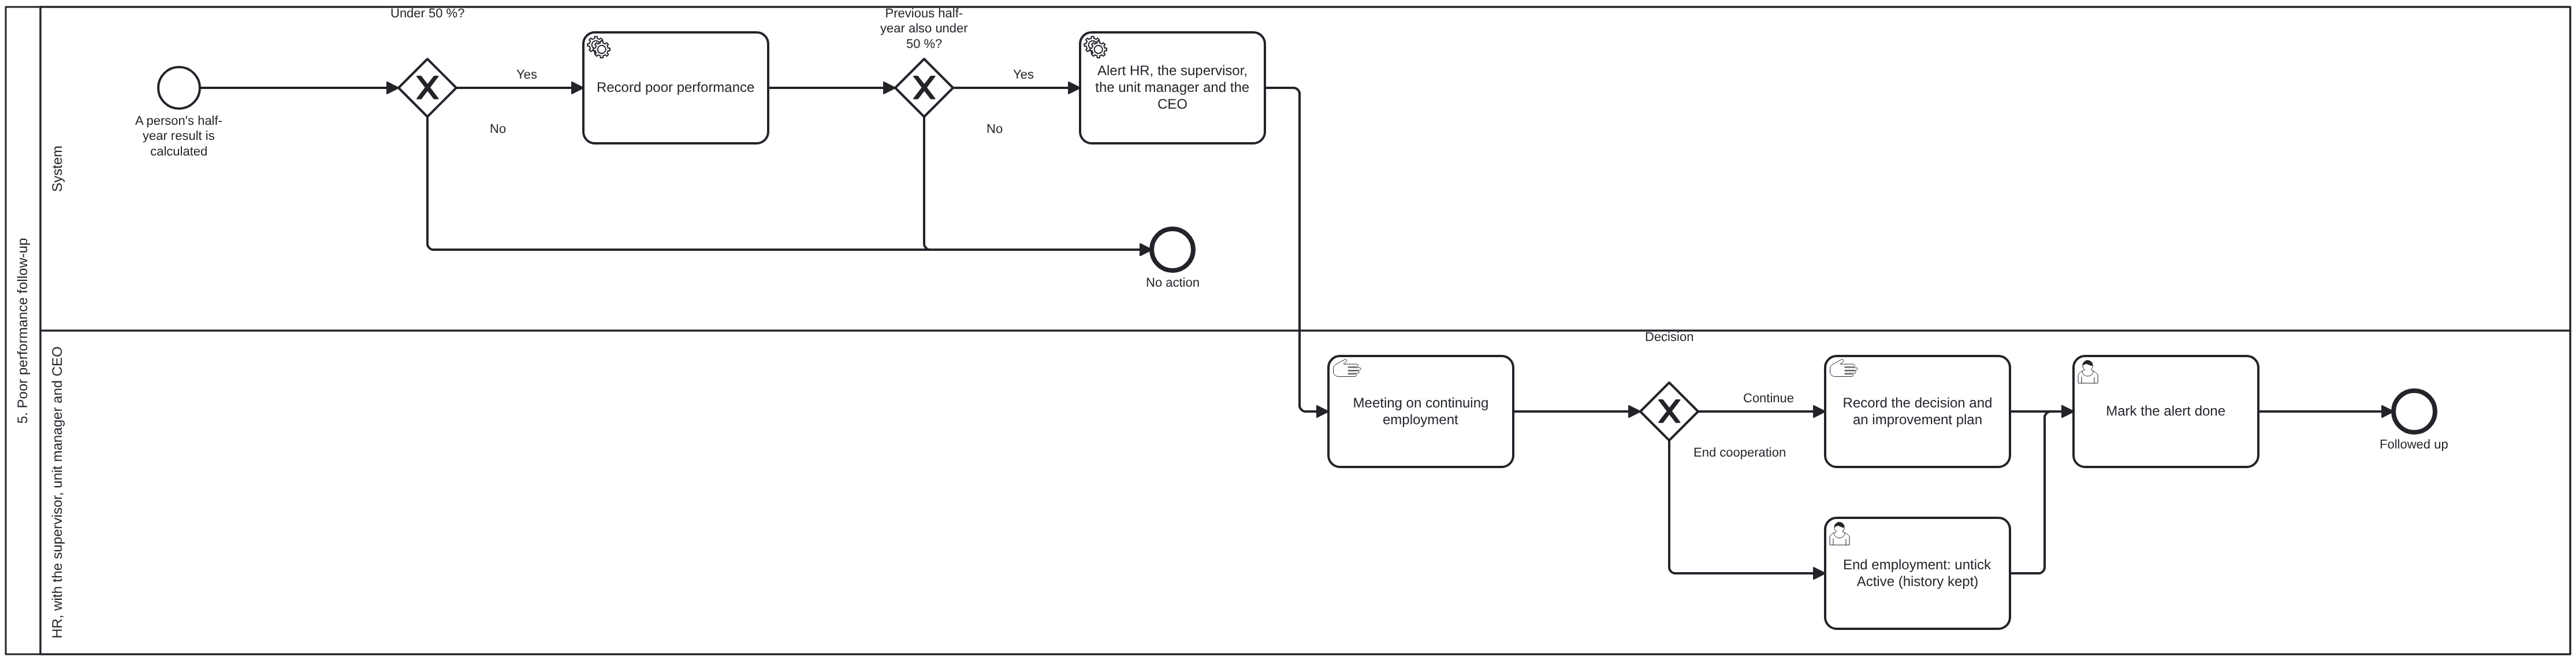 5. Poor performance follow-up
System
A person's half-
year result is
calculated
Under 50 %?
Yes
No
Record poor performance
Previous half-
year also under
50 %?
Yes
No
Alert HR, the supervisor,
the unit manager and the
CEO
No action
HR, with the supervisor, unit manager and CEO
Meeting on continuing
employment
Decision
Continue
End cooperation
Record the decision and
an improvement plan
End employment: untick
Active (history kept)
Mark the alert done
Followed up